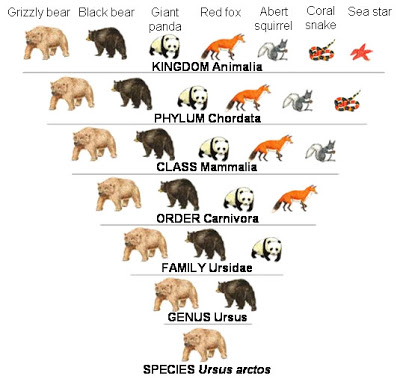 Grizzly bear Black bear Giant panda Red fox Abert squirrel Coral snake Sea star
KINGDOM Animalia
PHYLUM Chordata
CLASS Mammalia
ORDER Carnivora
FAMILY Ursidae
GENUS Ursus
SPECIES Ursus arctos